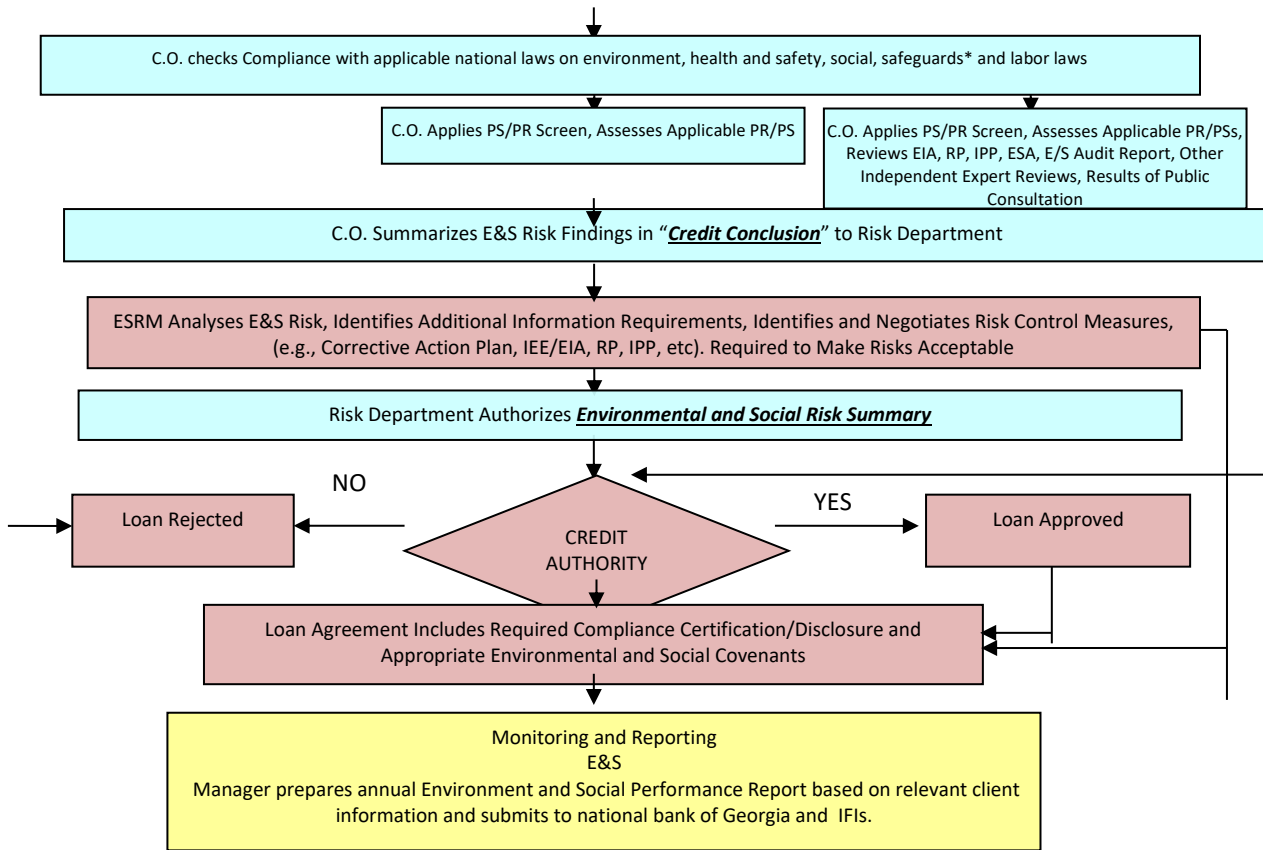 C.O. checks Compliance with applicable national laws on environment, health and safety, social, safeguards* and labor laws
C.O. Applies PS/PR Screen, Assesses Applicable PR/PS
C.O. Applies PS/PR Screen, Assesses Applicable PR/PSs,
Reviews EIA, RP, IPP, ESA, E/S Audit Report, Other
Independent Expert Reviews, Results of Public
Consultation
C.O. Summarizes E&S Risk Findings in “Credit Conclusion” to Risk Department
ESRM Analyses E&S Risk, Identifies Additional Information Requirements, Identifies and Negotiates Risk Control Measures,
(e.g., Corrective Action Plan, IEE/EIA, RP, IPP, etc). Required to Make Risks Acceptable
Risk Department Authorizes Environmental and Social Risk Summary
NO
YES
Loan Rejected
CREDIT
AUTHORITY
Loan Approved
Loan Agreement Includes Required Compliance Certification/Disclosure and
Appropriate Environmental and Social Covenants
Monitoring and Reporting
E&S
Manager prepares annual Environment and Social Performance Report based on relevant client
information and submits to national bank of Georgia and IFIs.